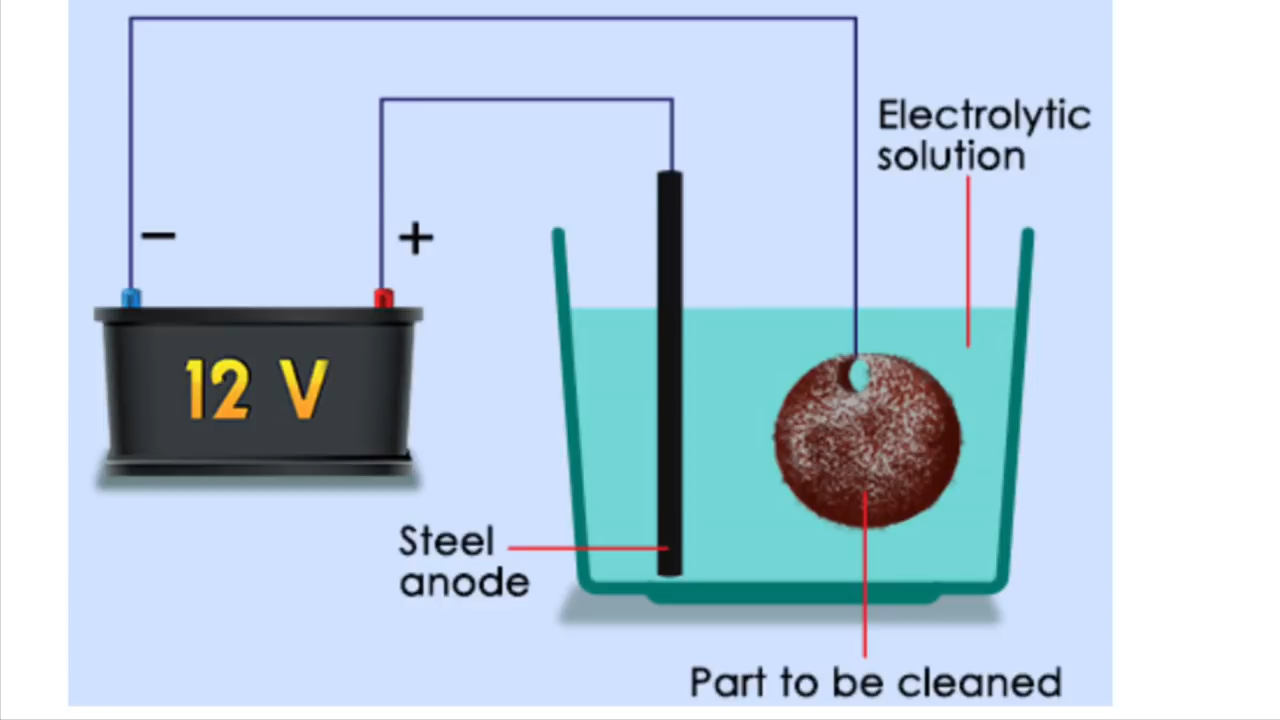 Electrolytic
solution
−
+
12 V
Steel
anode
Part to be cleaned